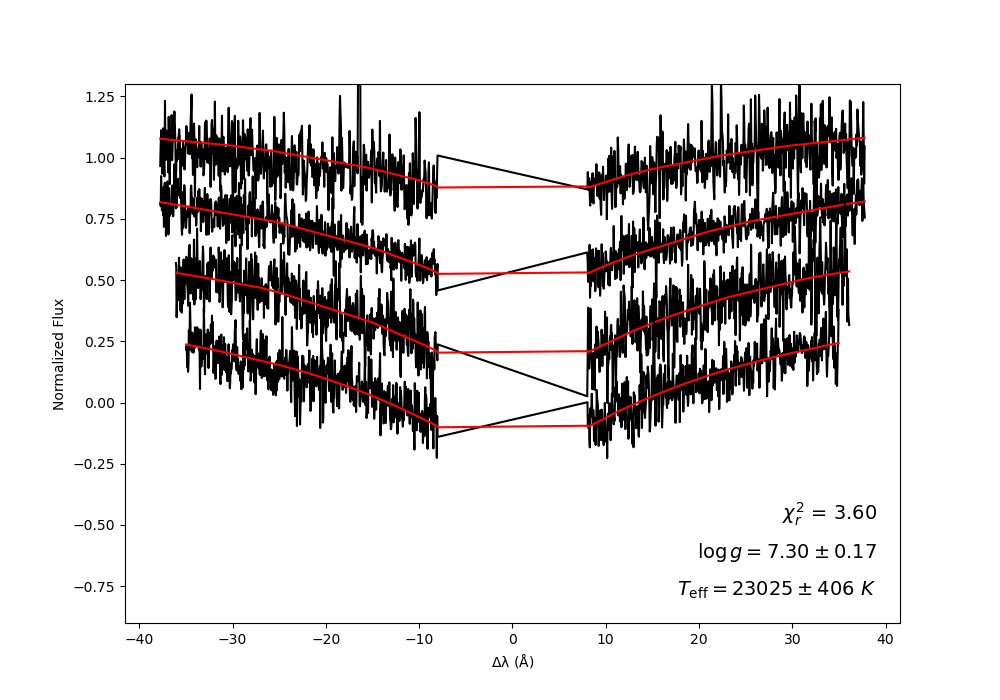 1.25
1.00
0.75
0.50
0.25
0.00
−0.25
−0.50
−0.75
Normalized Flux
χ²ᵣ = 3.60
log g = 7.30 ± 0.17
T_eff = 23025 ± 406 K
−40 −30 −20 −10 0 10 20 30 40
Δλ (Å)